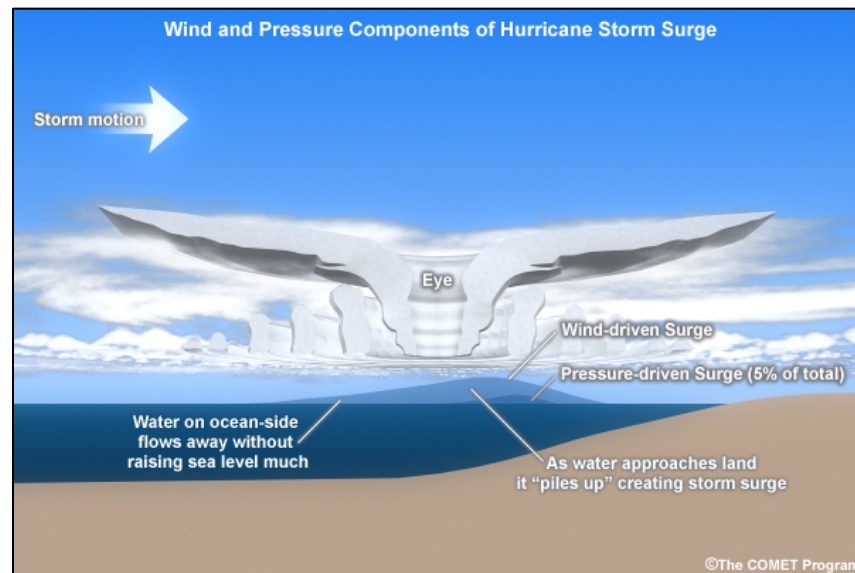 Wind and Pressure Components of Hurricane Storm Surge
Storm motion
Eye
Wind-driven Surge
Pressure-driven Surge (5% of total)
Water on ocean-side
flows away without
raising sea level much
As water approaches land
it “piles up” creating storm surge
©The COMET Program